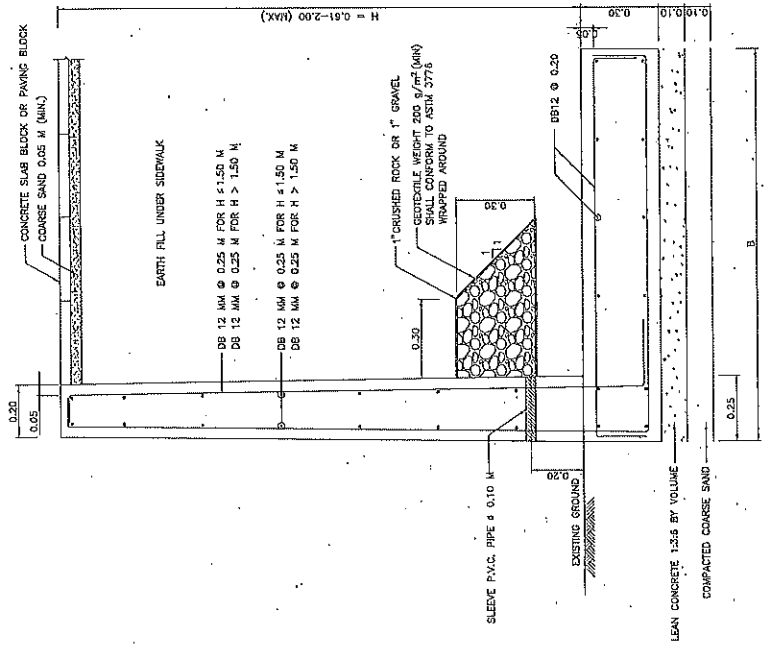 CONCRETE SLAB BLOCK OR PAVING BLOCK
COARSE SAND 0.05 M (MIN.)
0.20
0.05
EARTH FILL UNDER SIDEWALK
DB 12 MM @ 0.25 M FOR H ≤ 1.50 M
DB 12 MM @ 0.25 M FOR H > 1.50 M
DB 12 MM @ 0.25 M FOR H ≤ 1.50 M
DB 12 MM @ 0.25 M FOR H > 1.50 M
H = 0.61-2.00 (MAX.)
1" CRUSHED ROCK OR 1" GRAVEL
GEOTEXTILE WEIGHT 200 g/m² (MIN)
SHALL CONFORM TO ASTM 3776
WRAPPED AROUND
0.30
0.30
1
1
SLEEVE P.V.C. PIPE ø 0.10 M
0.20
EXISTING GROUND
DB12 @ 0.20
0.05
0.30
0.10
0.10
LEAN CONCRETE 1:3:6 BY VOLUME
COMPACTED COARSE SAND
0.25
B